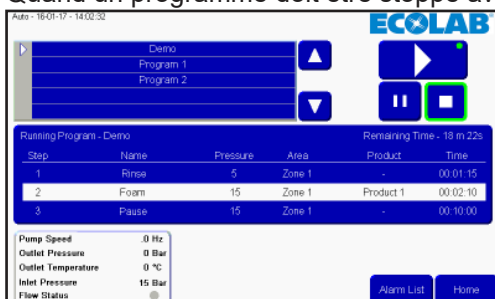 Quand un programme doit être stoppé av
Auto - 16-01-17 - 14:02:32
ECOLAB
Demo
Program 1
Program 2
Running Program - Demo Remaining Time - 18 m 22s
Step Name Pressure Area Product Time
1 Rinse 5 Zone 1 - 00:01:15
2 Foam 15 Zone 1 Product 1 00:02:10
3 Pause 15 Zone 1 - 00:10:00
Pump Speed .0 Hz
Outlet Pressure 0 Bar
Outlet Temperature 0 °C
Inlet Pressure 15 Bar
Flow Status
Alarm List Home